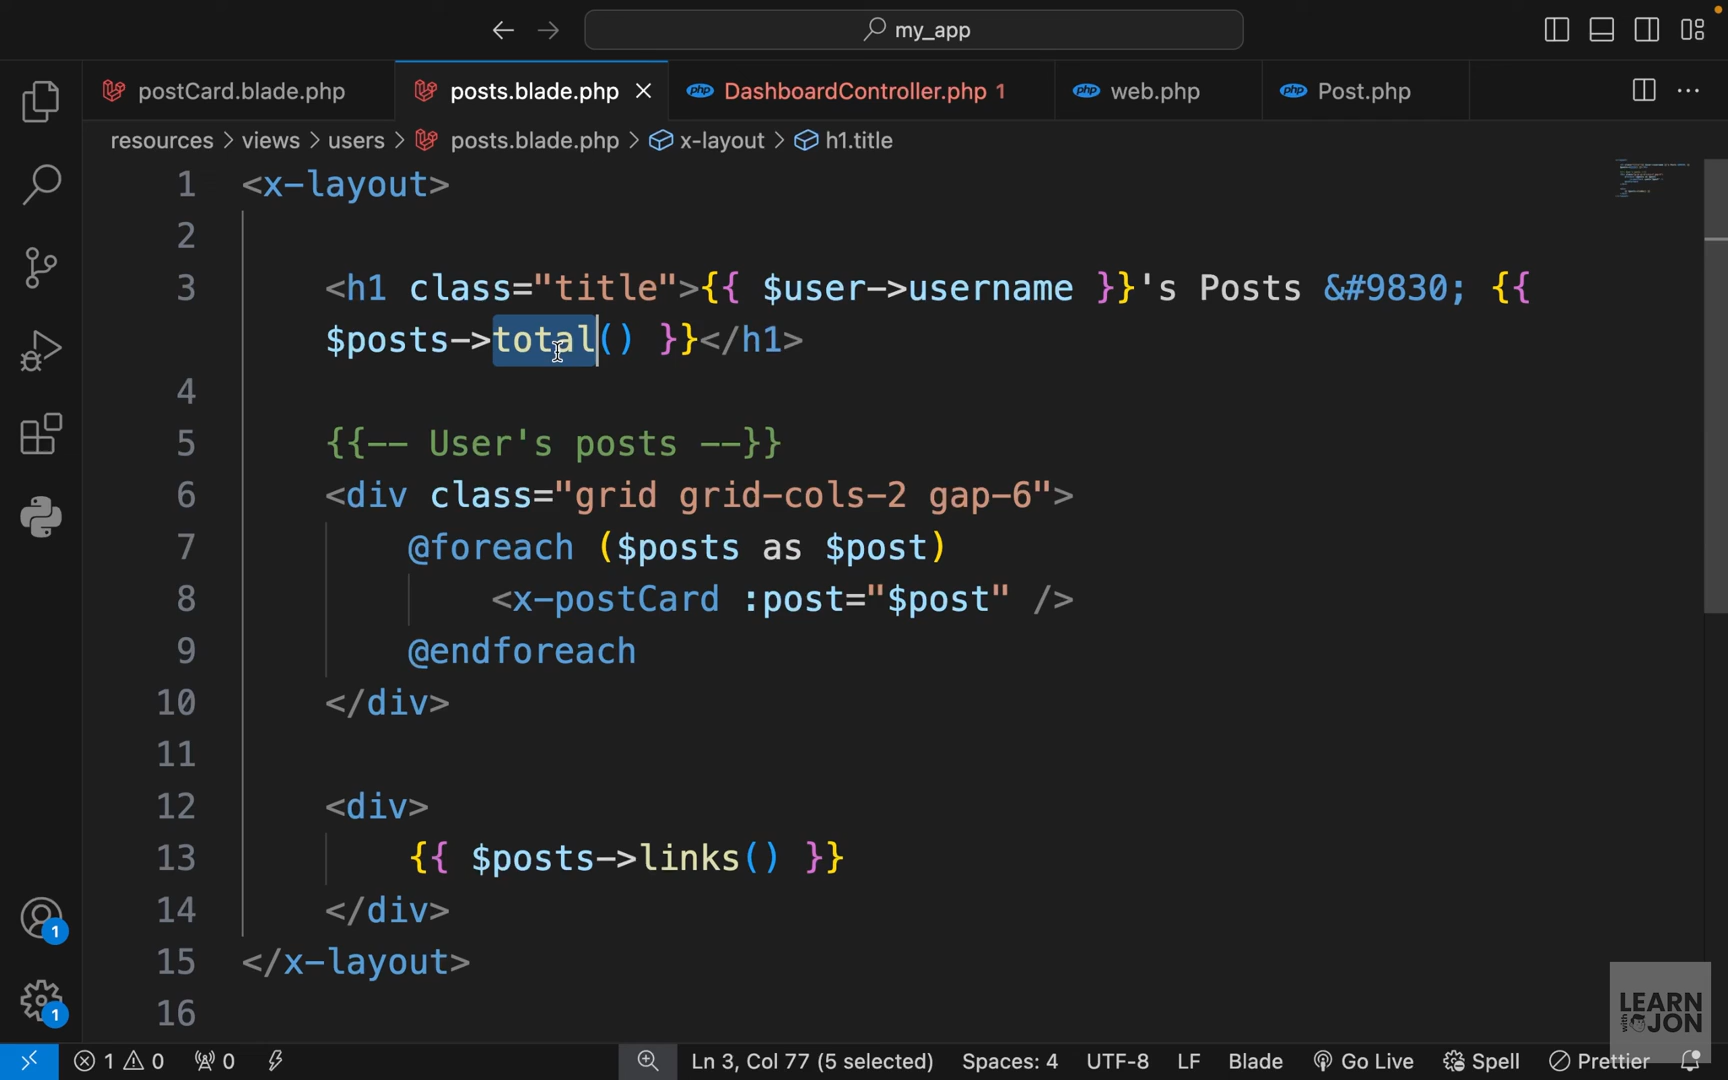 my_app
postCard.blade.php
posts.blade.php
DashboardController.php 1
web.php
Post.php
resources > views > users > posts.blade.php > x-layout > h1.title
1 <x-layout>
2
3 <h1 class="title">{{ $user->username }}'s Posts &#9830; {{
$posts->total() }}</h1>
4
5 {{-- User's posts --}}
6 <div class="grid grid-cols-2 gap-6">
7 @foreach ($posts as $post)
8 <x-postCard :post="$post" />
9 @endforeach
10 </div>
11
12 <div>
13 {{ $posts->links() }}
14 </div>
15 </x-layout>
16
1
1
LEARN
with
JON
1 0 0 Ln 3, Col 77 (5 selected) Spaces: 4 UTF-8 LF Blade Go Live Spell Prettier